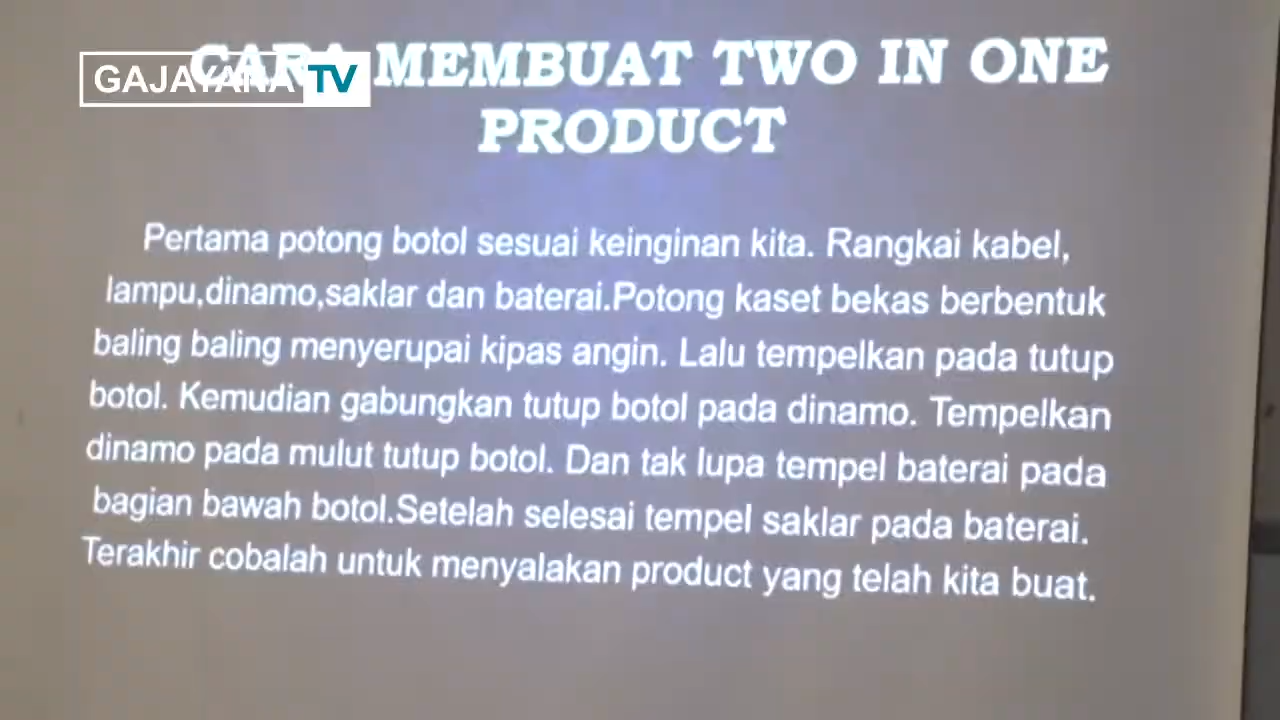 GAJAYANA TV
CARA MEMBUAT TWO IN ONE
PRODUCT
Pertama potong botol sesuai keinginan kita. Rangkai kabel,
lampu,dinamo,saklar dan baterai.Potong kaset bekas berbentuk
baling baling menyerupai kipas angin. Lalu tempelkan pada tutup
botol. Kemudian gabungkan tutup botol pada dinamo. Tempelkan
dinamo pada mulut tutup botol. Dan tak lupa tempel baterai pada
bagian bawah botol.Setelah selesai tempel saklar pada baterai.
Terakhir cobalah untuk menyalakan product yang telah kita buat.